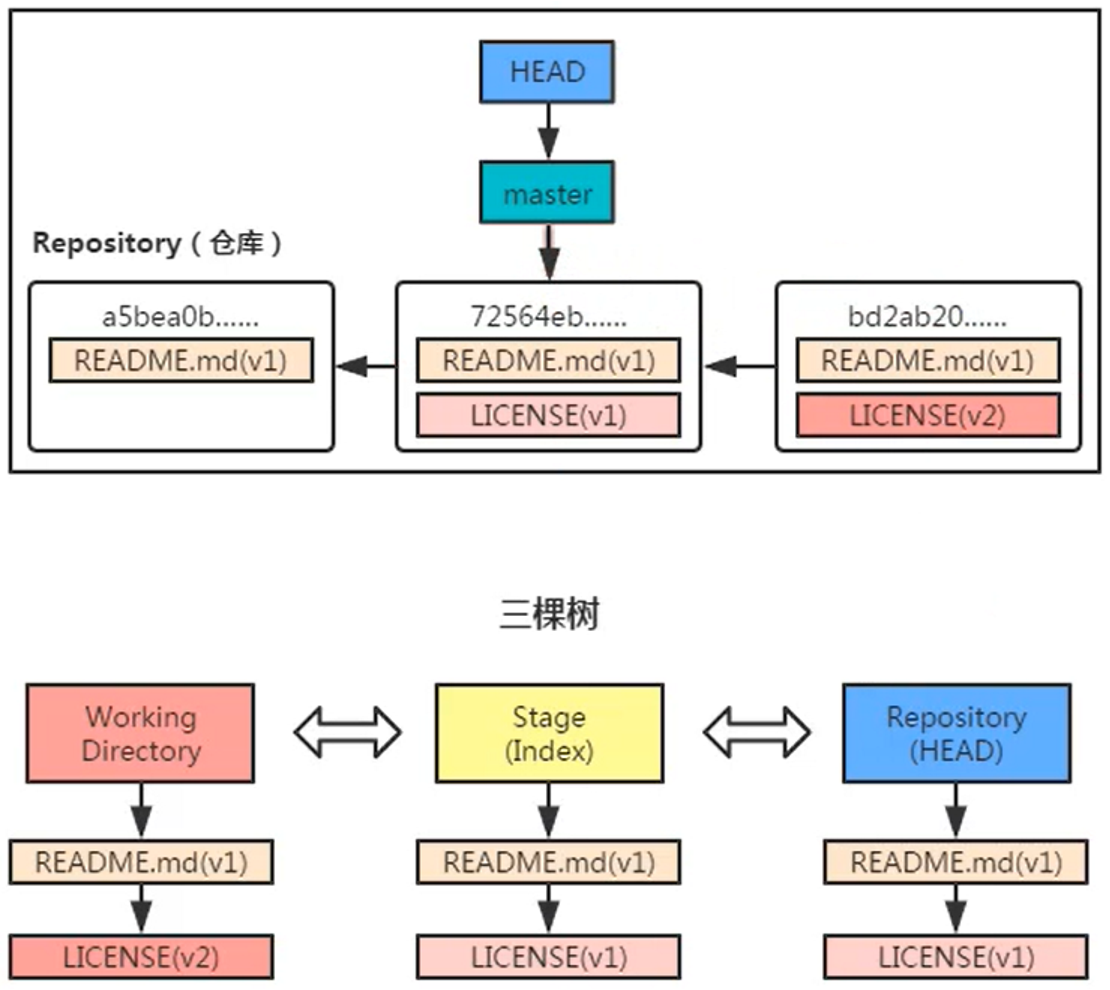 HEAD
master
Repository（仓库）
a5bea0b......
72564eb......
bd2ab20......
README.md(v1)
README.md(v1)
README.md(v1)
LICENSE(v1)
LICENSE(v2)
三棵树
Working
Directory
Stage
(Index)
Repository
(HEAD)
README.md(v1)
README.md(v1)
README.md(v1)
LICENSE(v2)
LICENSE(v1)
LICENSE(v1)